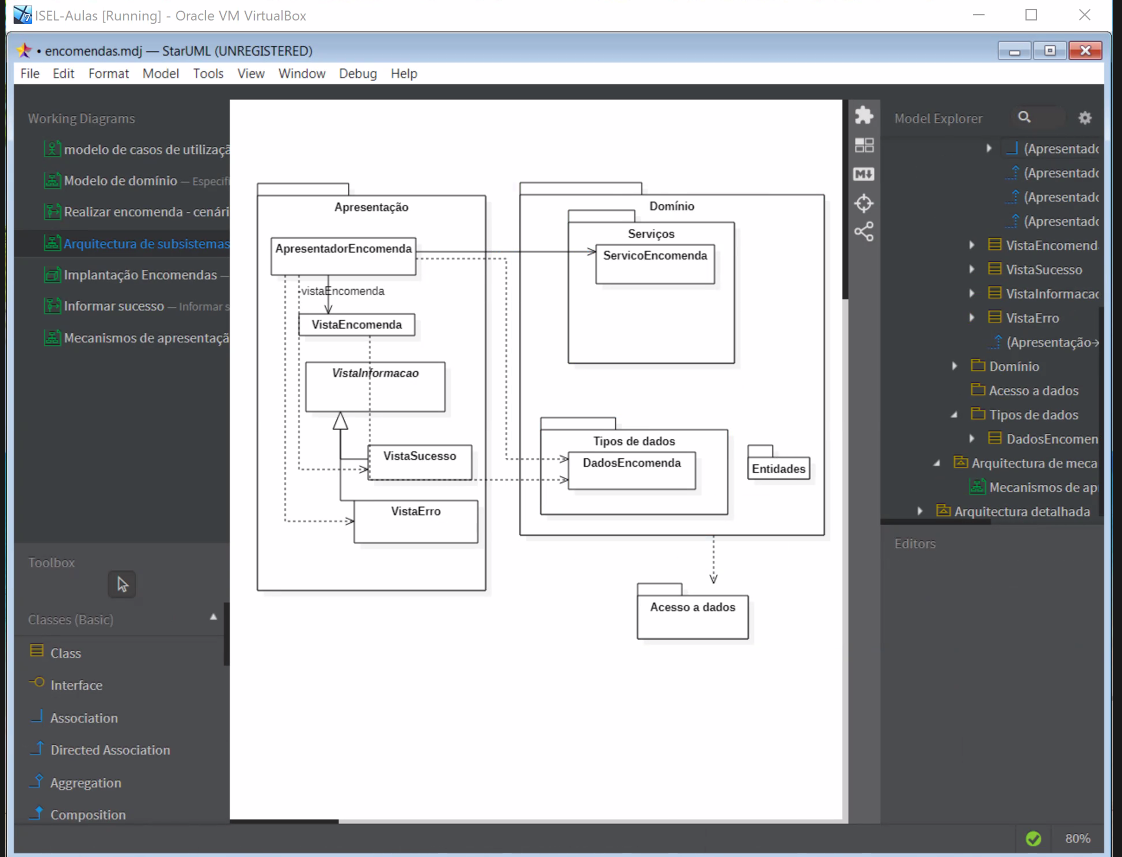 ISEL-Aulas [Running] - Oracle VM VirtualBox
• encomendas.mdj — StarUML (UNREGISTERED)
File Edit Format Model Tools View Window Debug Help
Working Diagrams
modelo de casos de utilizaçã
Modelo de domínio — Especifi
Realizar encomenda - cenári
Arquitectura de subsistemas
Implantação Encomendas —
Informar sucesso — Informar s
Mecanismos de apresentaçã
Toolbox
Classes (Basic)
Class
Interface
Association
Directed Association
Aggregation
Composition
Apresentação
ApresentadorEncomenda
vistaEncomenda
VistaEncomenda
VistaInformacao
VistaSucesso
VistaErro
Domínio
Serviços
ServicoEncomenda
Tipos de dados
DadosEncomenda
Entidades
Acesso a dados
M↓
Model Explorer
(Apresentado
(Apresentado
(Apresentado
(Apresentado
VistaEncomend
VistaSucesso
VistaInformacao
VistaErro
(Apresentação→
Domínio
Acesso a dados
Tipos de dados
DadosEncomen
Arquitectura de meca
Mecanismos de ap
Arquitectura detalhada
Editors
80%